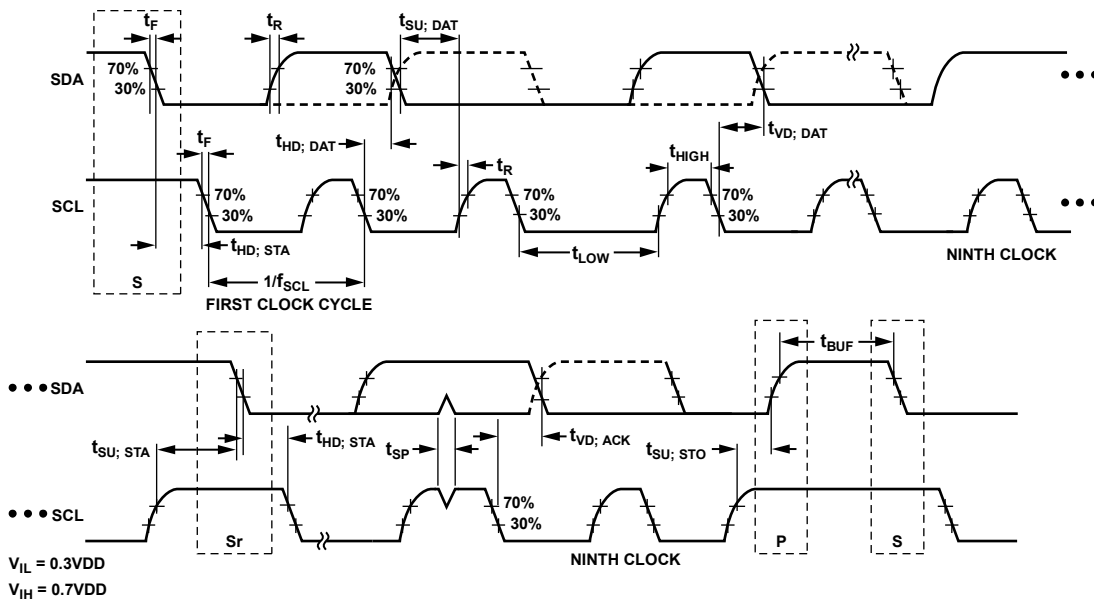 tF
tR
tSU; DAT
SDA
70%
30%
70%
30%
tHD; DAT
tVD; DAT
tF
tR
tHIGH
SCL
70%
30%
70%
30%
70%
30%
70%
30%
tHD; STA
tLOW
NINTH CLOCK
S
1/fSCL
FIRST CLOCK CYCLE
tBUF
SDA
tSU; STA
tHD; STA
tSP
tVD; ACK
tSU; STO
SCL
70%
30%
Sr
NINTH CLOCK
P
S
VIL = 0.3VDD
VIH = 0.7VDD